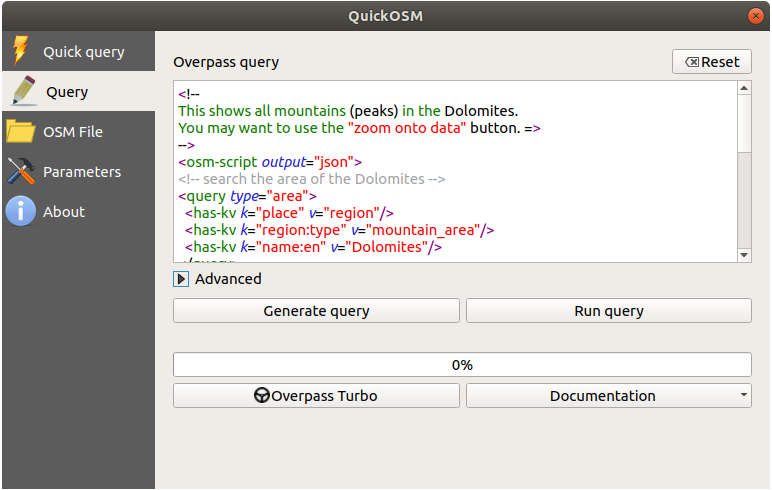 QuickOSM
Quick query
Query
OSM File
Parameters
About
Overpass query
Reset
<!--
This shows all mountains (peaks) in the Dolomites.
You may want to use the "zoom onto data" button. =>
-->
<osm-script output="json">
<!-- search the area of the Dolomites -->
<query type="area">
<has-kv k="place" v="region"/>
<has-kv k="region:type" v="mountain_area"/>
<has-kv k="name:en" v="Dolomites"/>
Advanced
Generate query
Run query
0%
Overpass Turbo
Documentation